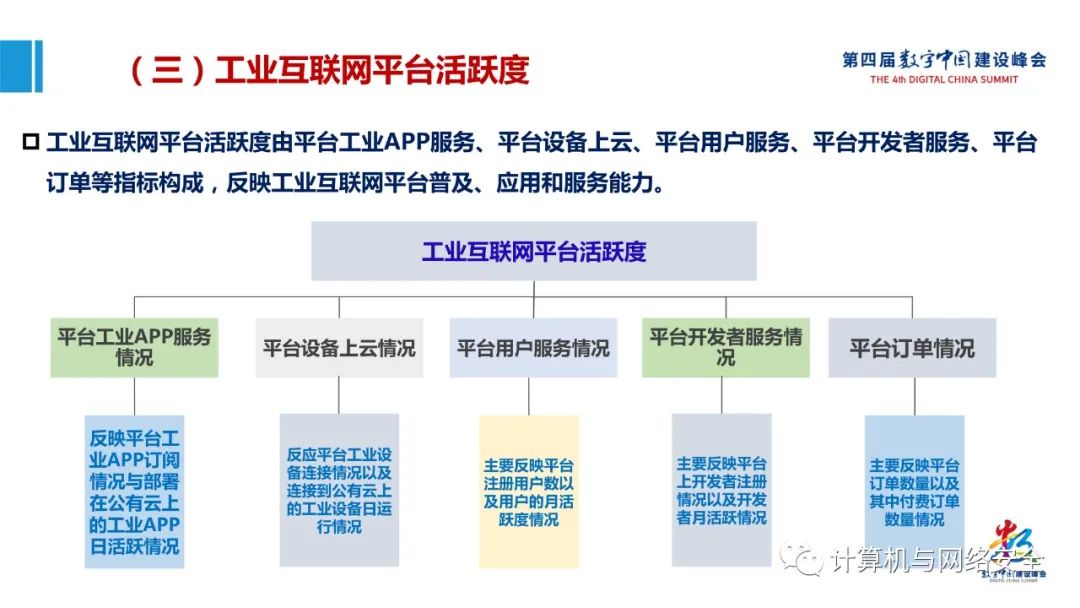 （三）工业互联网平台活跃度
第四届数字中国建设峰会
THE 4th DIGITAL CHINA SUMMIT
工业互联网平台活跃度由平台工业APP服务、平台设备上云、平台用户服务、平台开发者服务、平台
订单等指标构成，反映工业互联网平台普及、应用和服务能力。
工业互联网平台活跃度
平台工业APP服务
情况
平台设备上云情况
平台用户服务情况
平台开发者服务情
况
平台订单情况
反映平台工
业APP订阅
情况与部署
在公有云上
的工业APP
日活跃情况
反应平台工业设
备连接情况以及
连接到公有云上
的工业设备日运
行情况
主要反映平台
注册用户数以
及用户的月活
跃度情况
主要反映平台
上开发者注册
情况以及开发
者月活跃情况
主要反映平台
订单数量以及
其中付费订单
数量情况
计算机与网络安全
数字中国建设峰会
DIGITAL CHINA SUMMIT